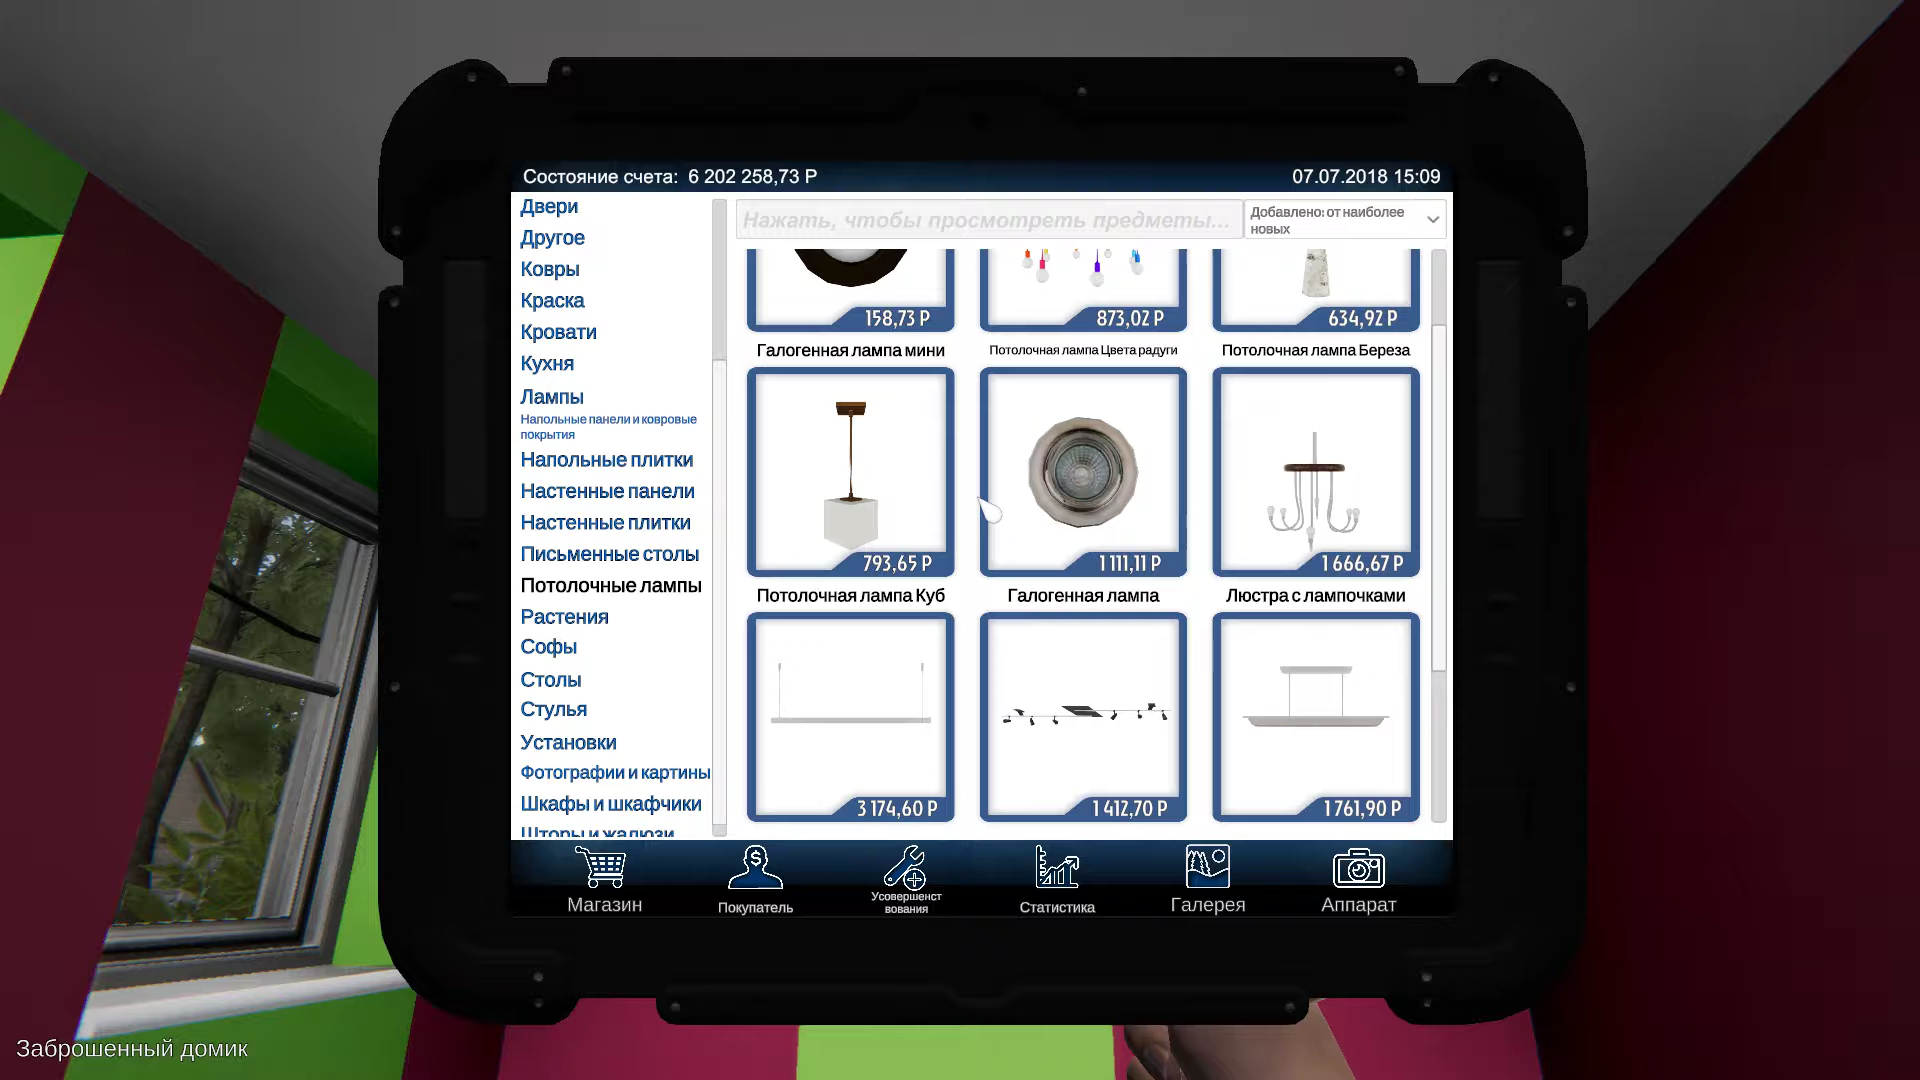 Состояние счета: 6 202 258,73 Р
07.07.2018 15:09
Двери
Другое
Ковры
Краска
Кровати
Кухня
Лампы
Напольные панели и ковровые
покрытия
Напольные плитки
Настенные панели
Настенные плитки
Письменные столы
Потолочные лампы
Растения
Софы
Столы
Стулья
Установки
Фотографии и картины
Шкафы и шкафчики
Шторы и жалюзи
Нажать, чтобы просмотреть предметы...
Добавлено: от наиболее
новых
158,73 Р
873,02 Р
634,92 Р
Галогенная лампа мини
Потолочная лампа Цвета радуги
Потолочная лампа Береза
793,65 Р
1 111,11 Р
1 666,67 Р
Потолочная лампа Куб
Галогенная лампа
Люстра с лампочками
3 174,60 Р
1 412,70 Р
1 761,90 Р
Магазин
Покупатель
Усовершенст
вования
Статистика
Галерея
Аппарат
Заброшенный домик